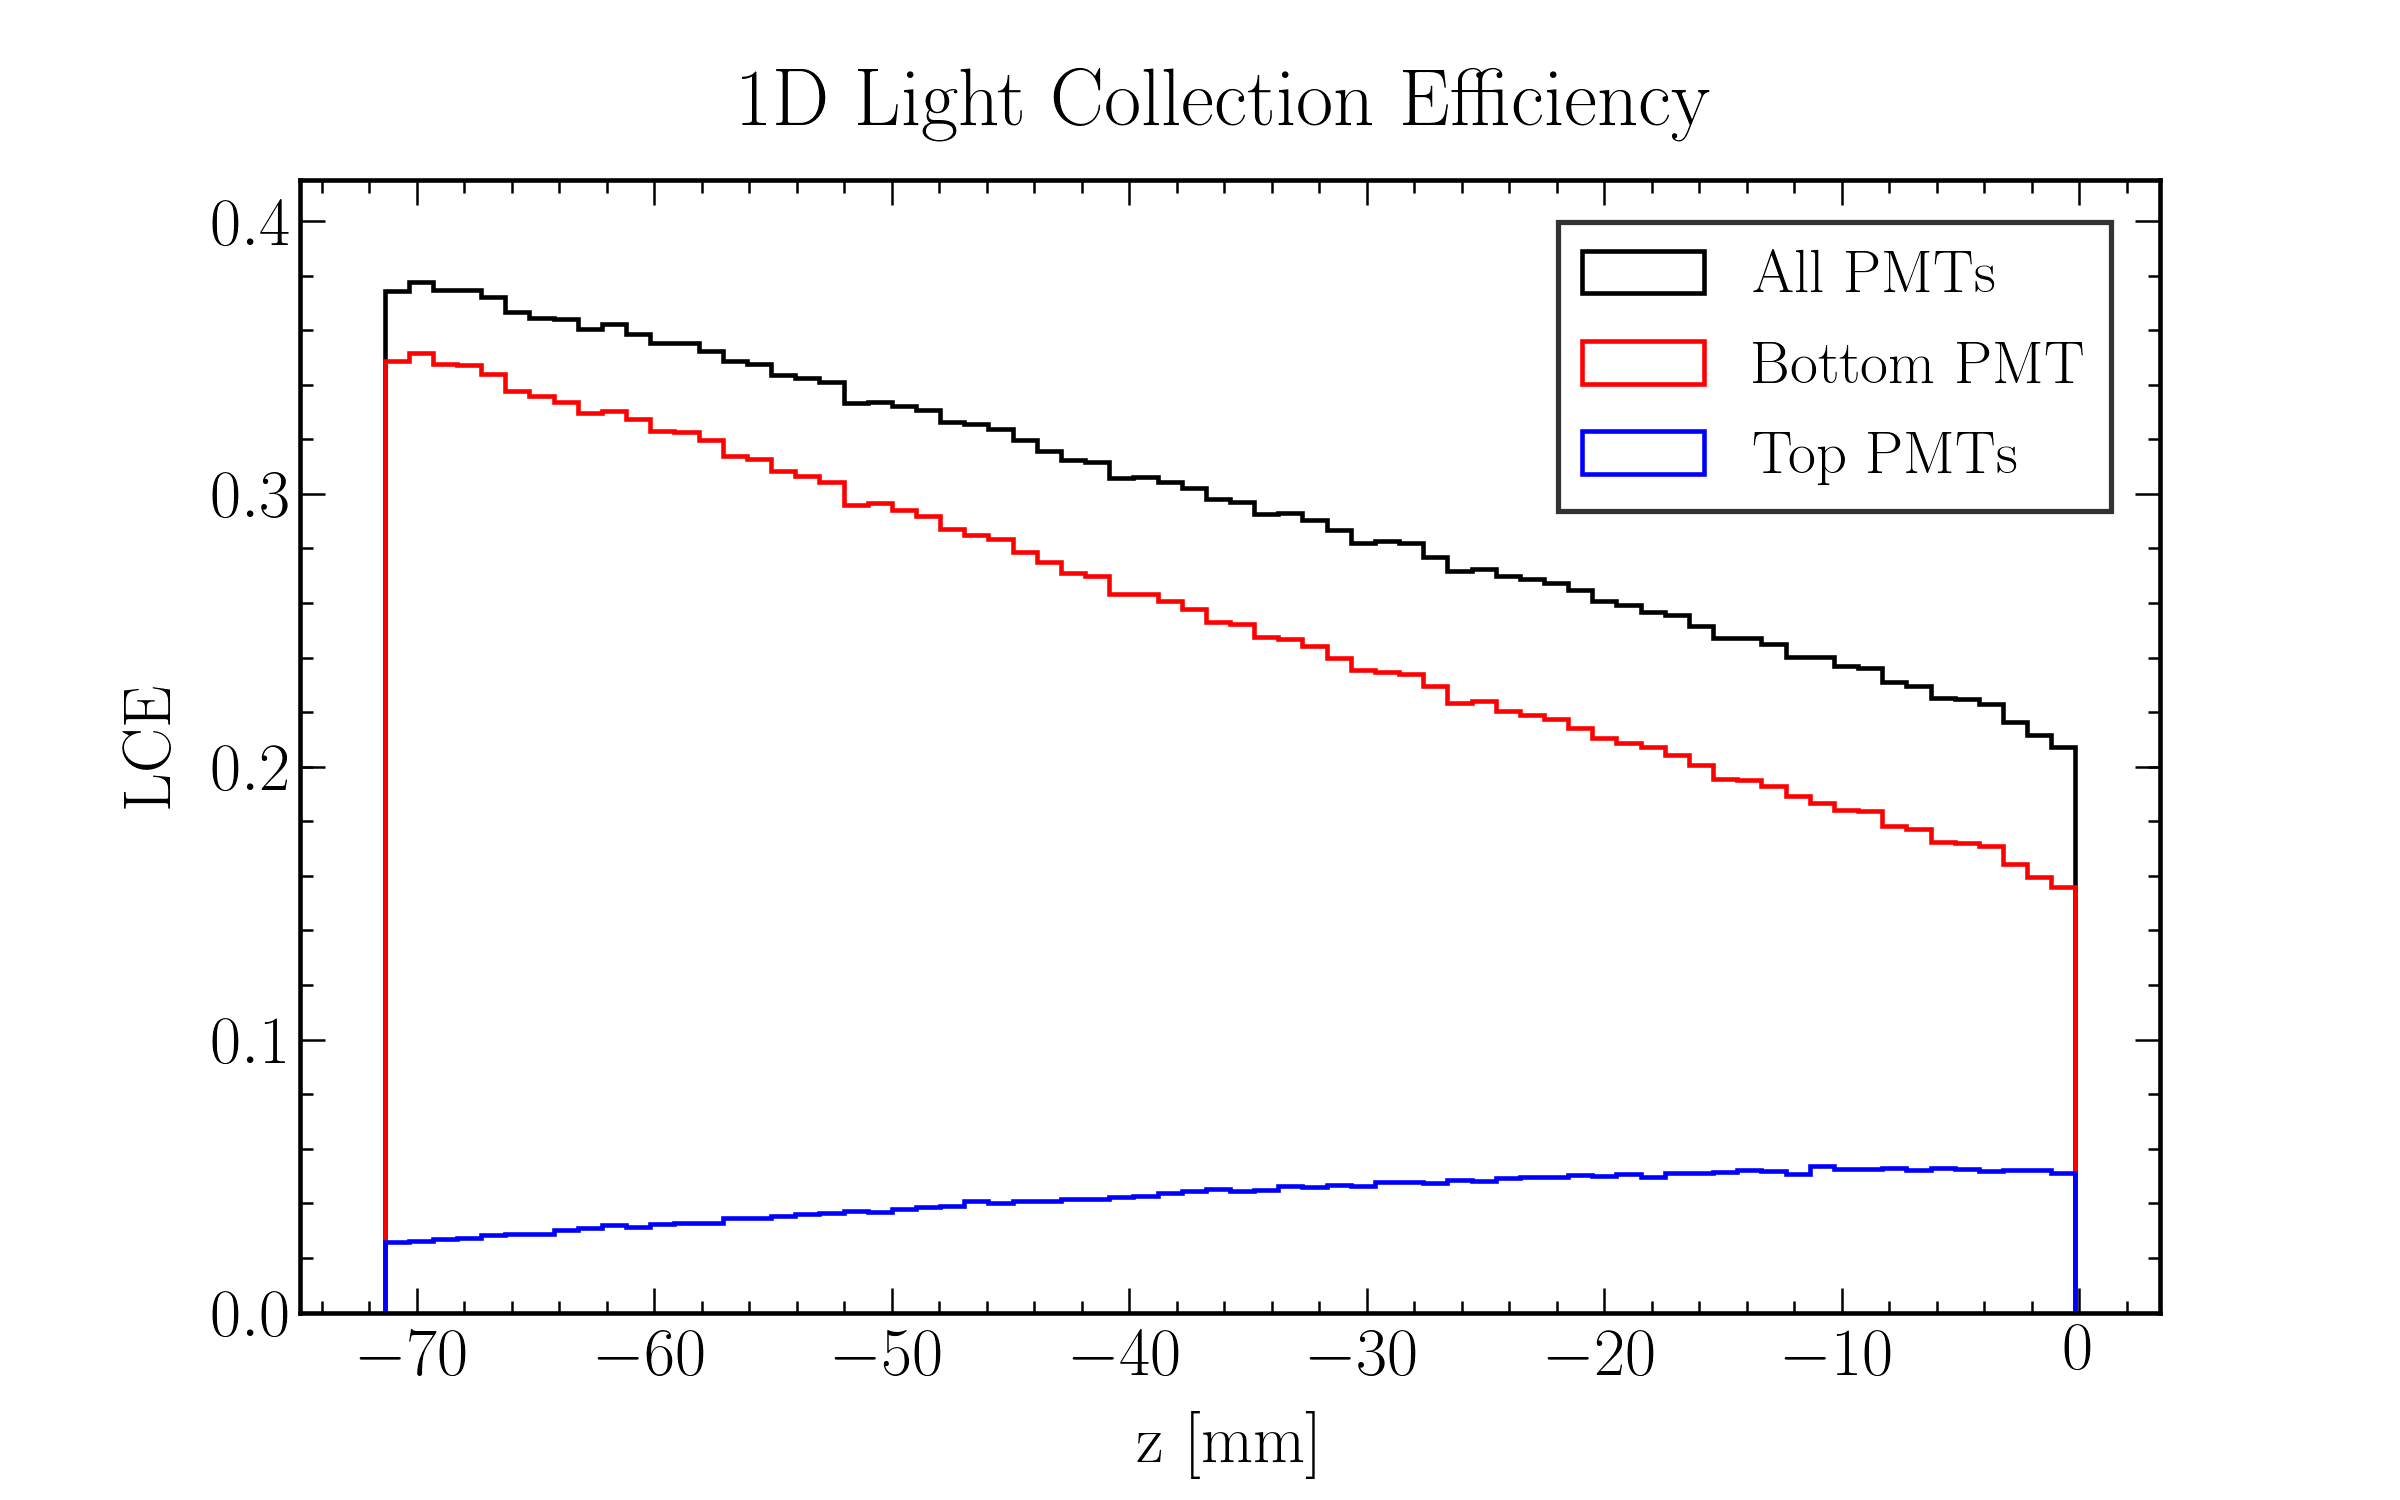 1D Light Collection Efficiency
0.4
0.3
0.2
0.1
0.0
LCE
All PMTs
Bottom PMT
Top PMTs
−70 −60 −50 −40 −30 −20 −10 0
z [mm]